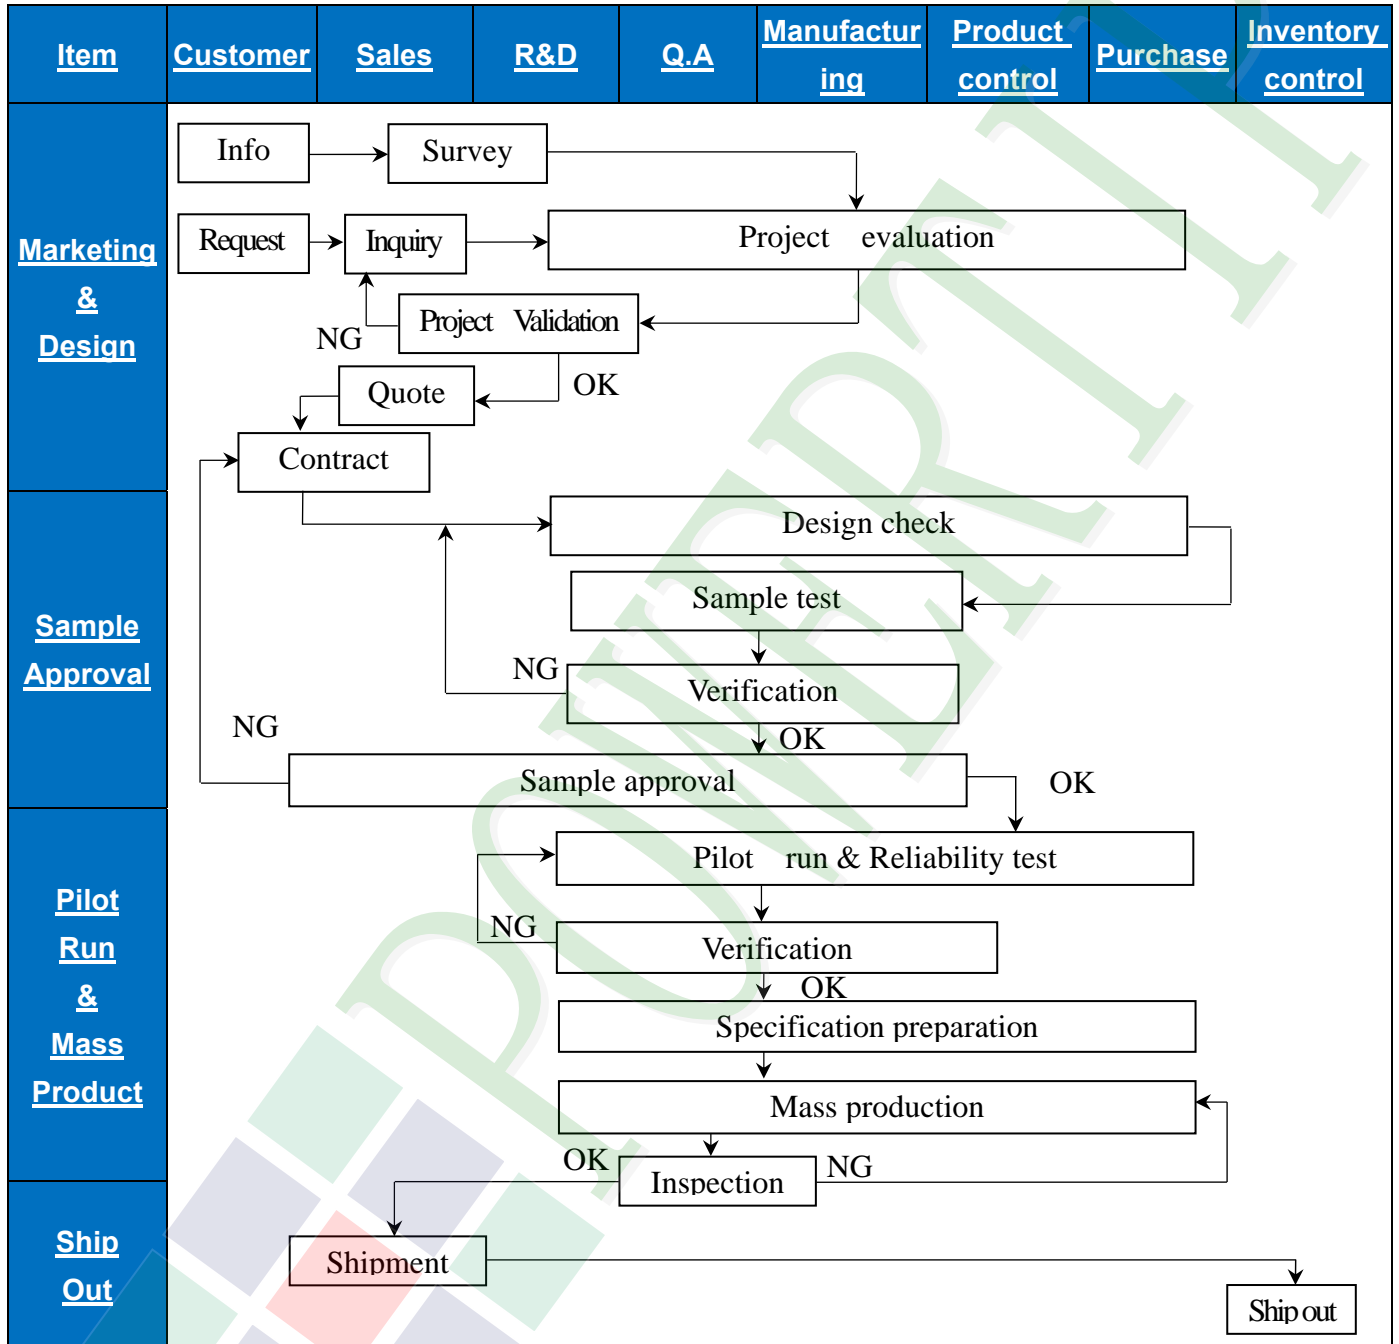 Item
Customer
Sales
R&D
Q.A
Manufactur
ing
Product
control
Purchase
Inventory
control
Marketing
&
Design
Info
Survey
Request
Inquiry
Project evaluation
NG
Project Validation
OK
Quote
Contract
Sample
Approval
Design check
Sample test
NG
Verification
NG
OK
Sample approval
OK
Pilot
Run
&
Mass
Product
Pilot run & Reliability test
NG
Verification
OK
Specification preparation
Mass production
OK
Inspection
NG
Ship
Out
Shipment
Ship out
POWERTIP